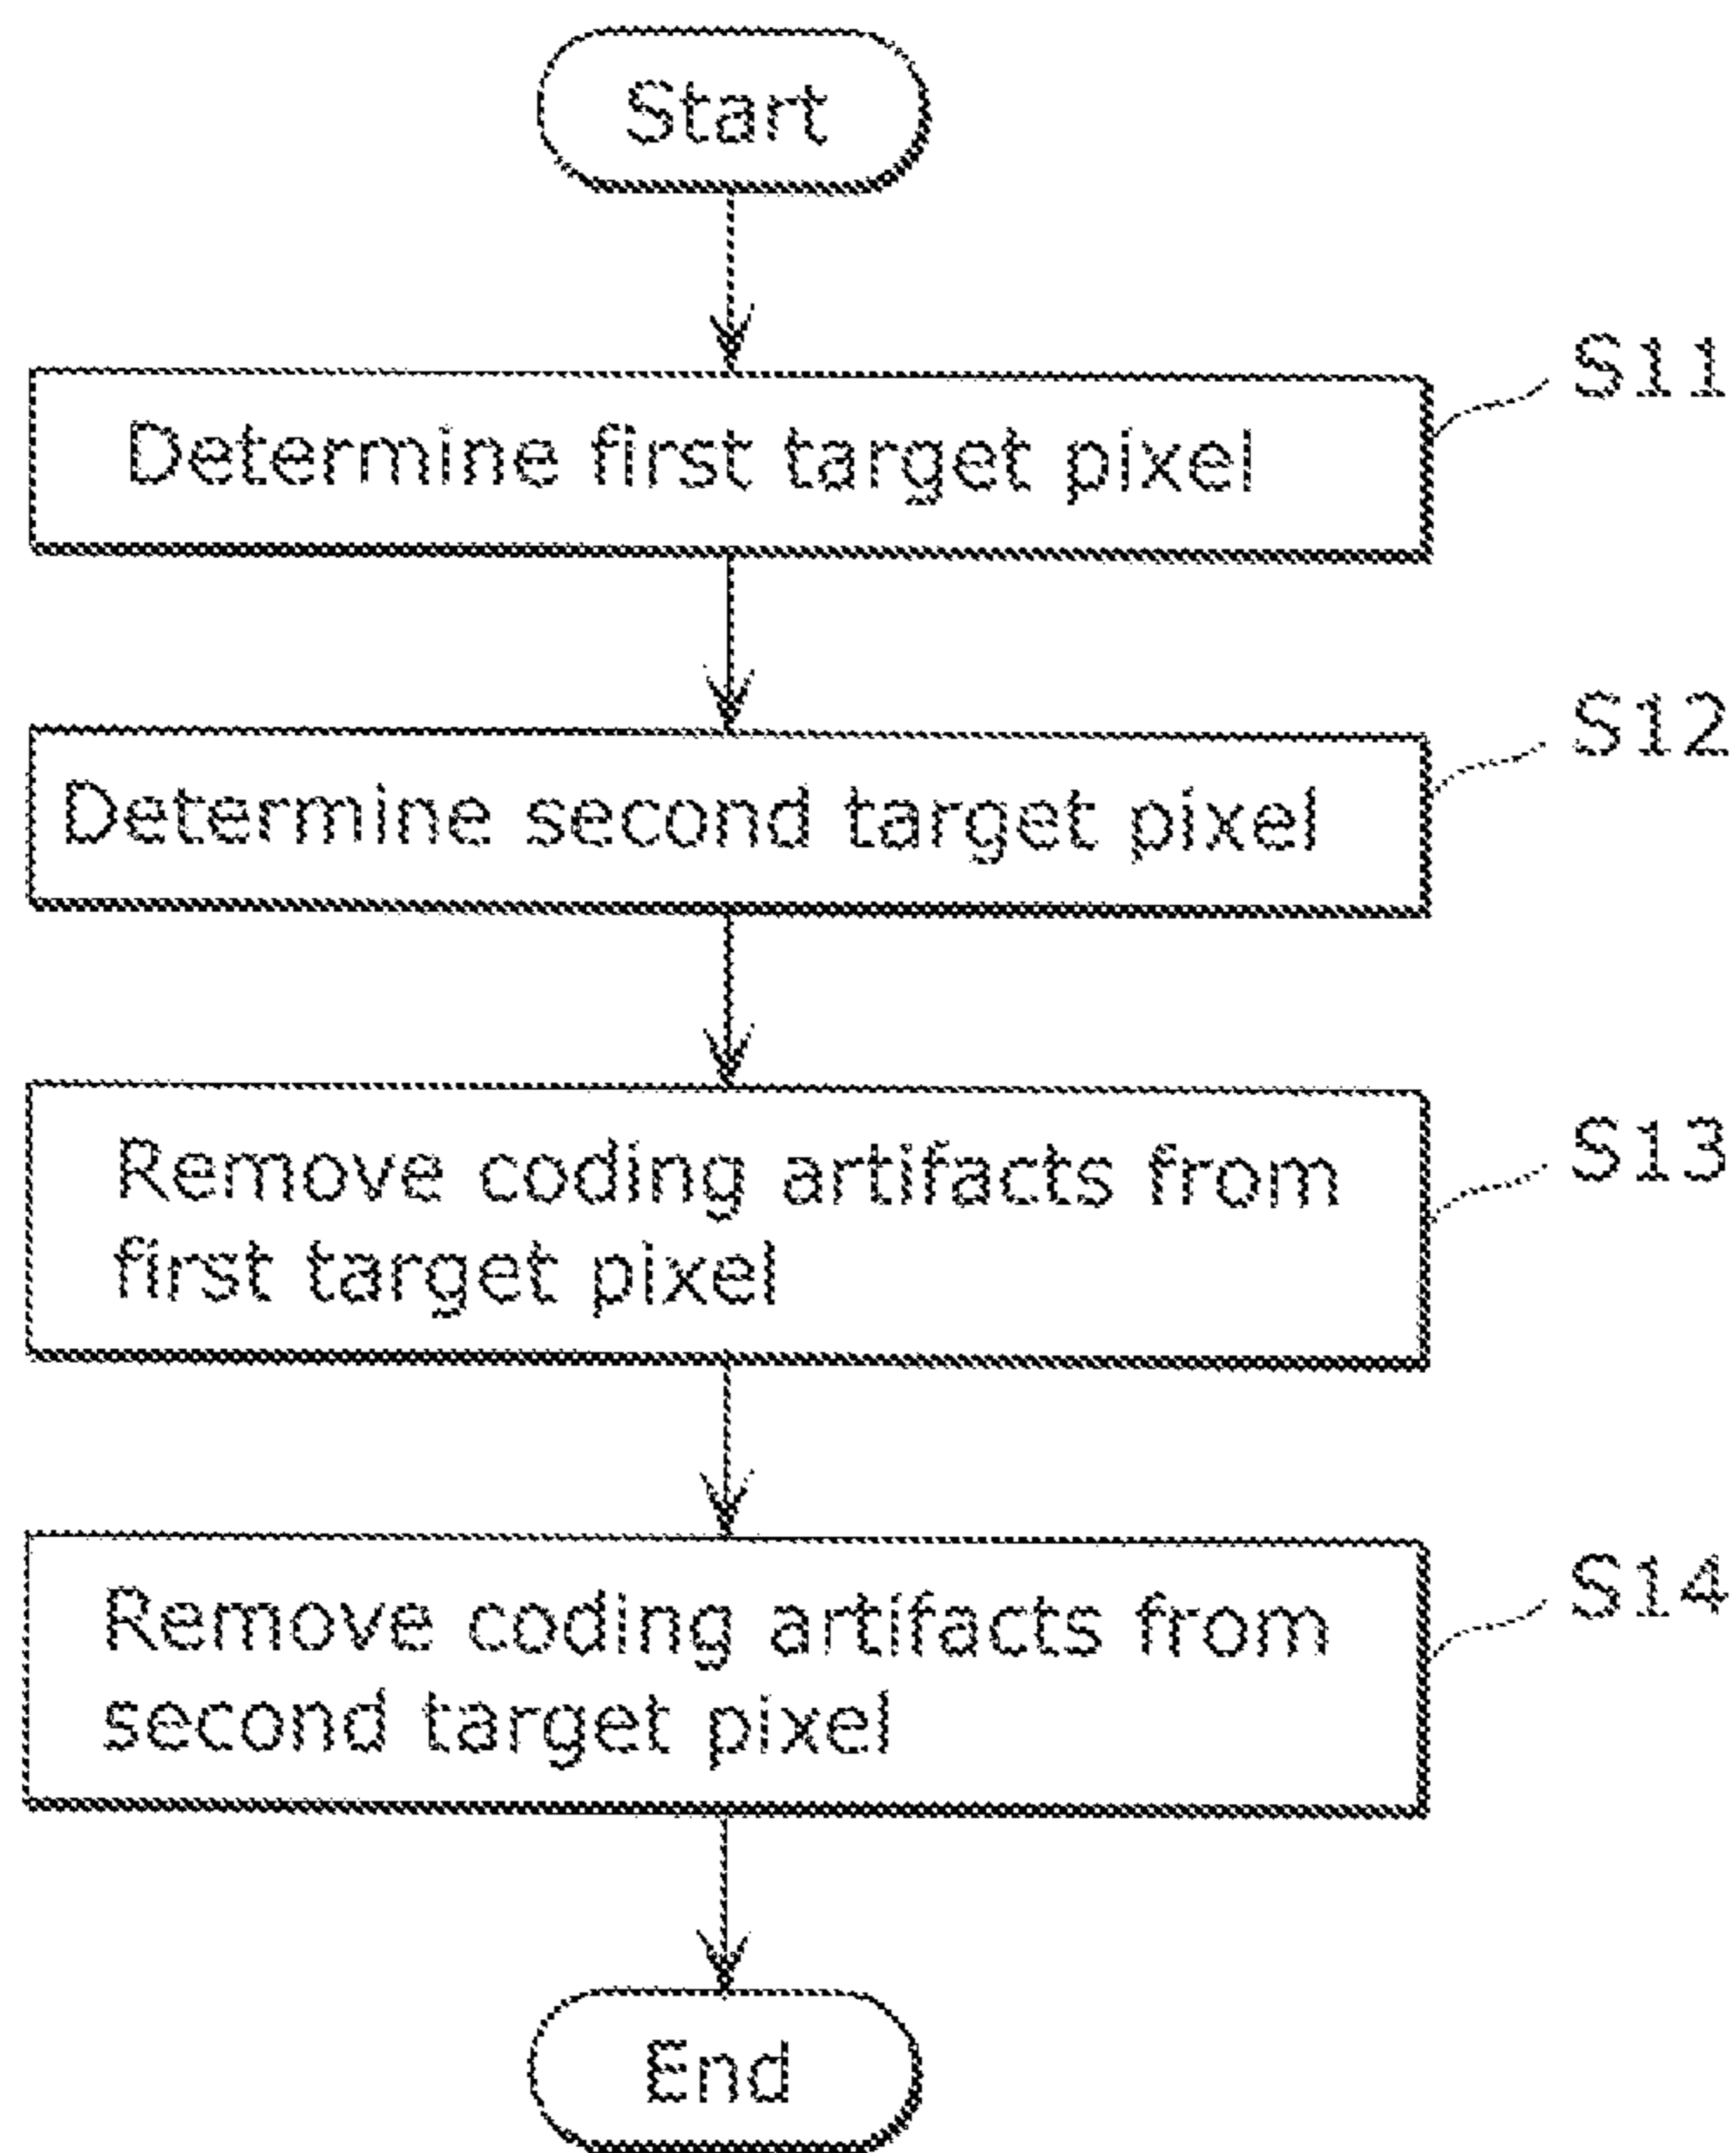 Start
S11
Determine first target pixel
S12
Determine second target pixel
S13
Remove coding artifacts from
first target pixel
S14
Remove coding artifacts from
second target pixel
End